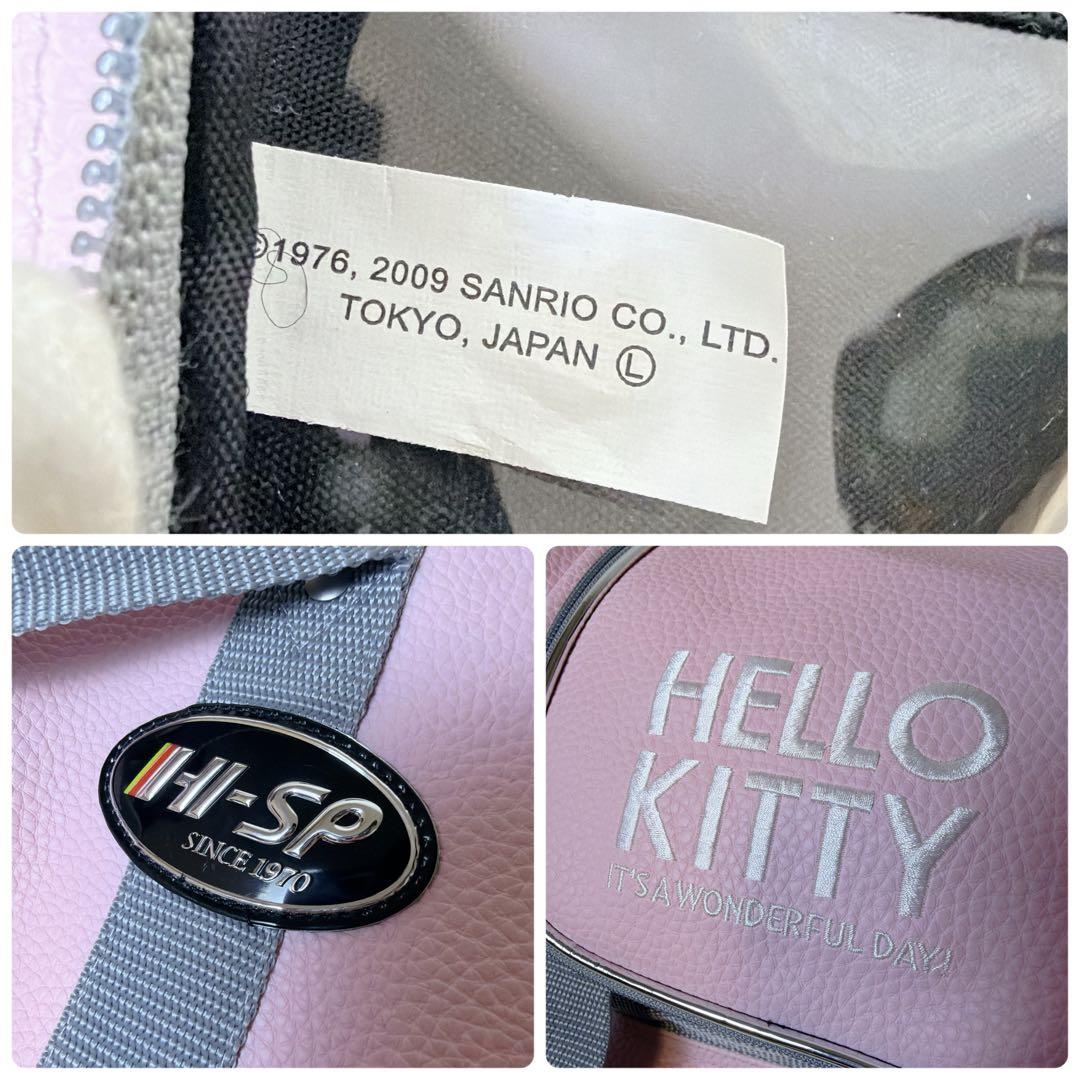 ©1976, 2009 SANRIO CO., LTD.
TOKYO, JAPAN Ⓛ
HI-SP
SINCE 1970
HELLO
KITTY
IT'S A WONDERFUL DAY!